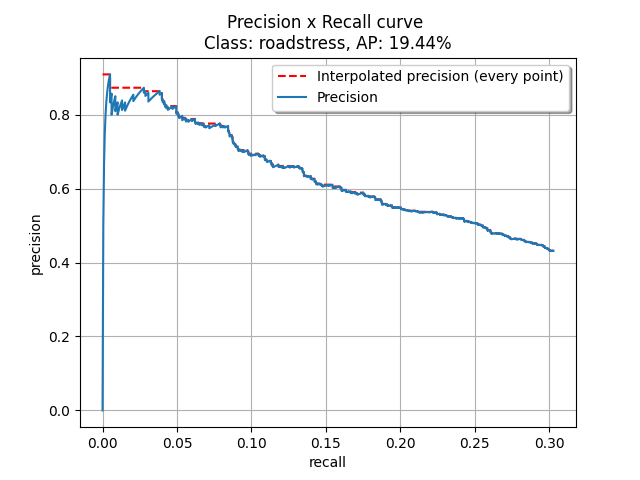 Precision x Recall curve
Class: roadstress, AP: 19.44%
Interpolated precision (every point)
Precision
precision
0.8
0.6
0.4
0.2
0.0
0.00 0.05 0.10 0.15 0.20 0.25 0.30
recall